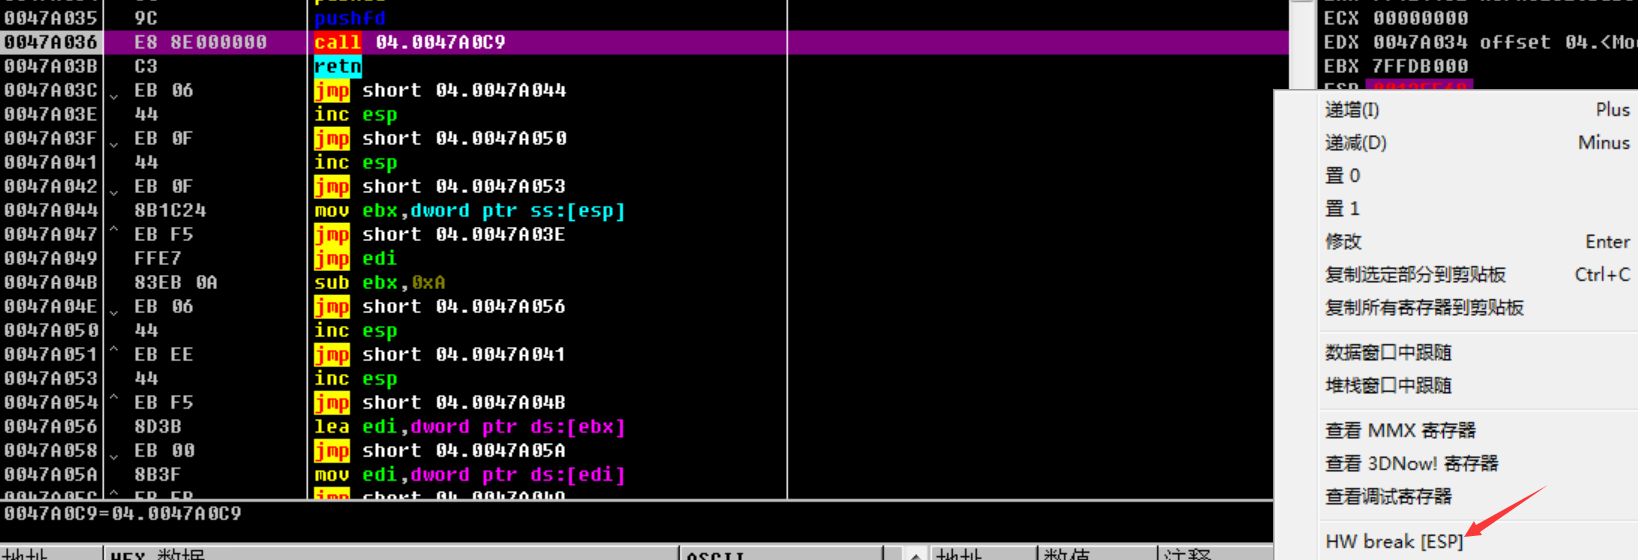 0047A035 9C pushfd
0047A036 E8 8E000000 call 04.0047A0C9
0047A03B C3 retn
0047A03C EB 06 jmp short 04.0047A044
0047A03E 44 inc esp
0047A03F EB 0F jmp short 04.0047A050
0047A041 44 inc esp
0047A042 EB 0F jmp short 04.0047A053
0047A044 8B1C24 mov ebx,dword ptr ss:[esp]
0047A047 EB F5 jmp short 04.0047A03E
0047A049 FFE7 jmp edi
0047A04B 83EB 0A sub ebx,0xA
0047A04E EB 06 jmp short 04.0047A056
0047A050 44 inc esp
0047A051 EB EE jmp short 04.0047A041
0047A053 44 inc esp
0047A054 EB F5 jmp short 04.0047A04B
0047A056 8D3B lea edi,dword ptr ds:[ebx]
0047A058 EB 00 jmp short 04.0047A05A
0047A05A 8B3F mov edi,dword ptr ds:[edi]
0047A0C9=04.0047A0C9
地址 HEX 数据 ASCII 地址 数值 注释
ECX 00000000
EDX 0047A034 offset 04.<Mo
EBX 7FFDB000
递增(I) Plus
递减(D) Minus
置 0
置 1
修改 Enter
复制选定部分到剪贴板 Ctrl+C
复制所有寄存器到剪贴板
数据窗口中跟随
堆栈窗口中跟随
查看 MMX 寄存器
查看 3DNow! 寄存器
查看调试寄存器
HW break [ESP]